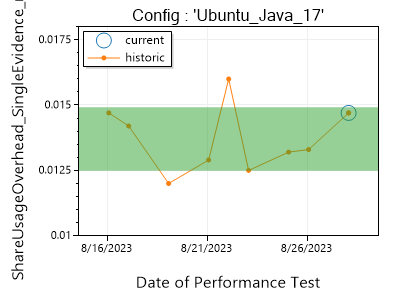 Config : 'Ubuntu_Java_17'
0.0175
current
historic
0.015
0.0125
0.01
8/16/2023
8/21/2023
8/26/2023
Date of Performance Test
ShareUsageOverhead_SingleEvidence_